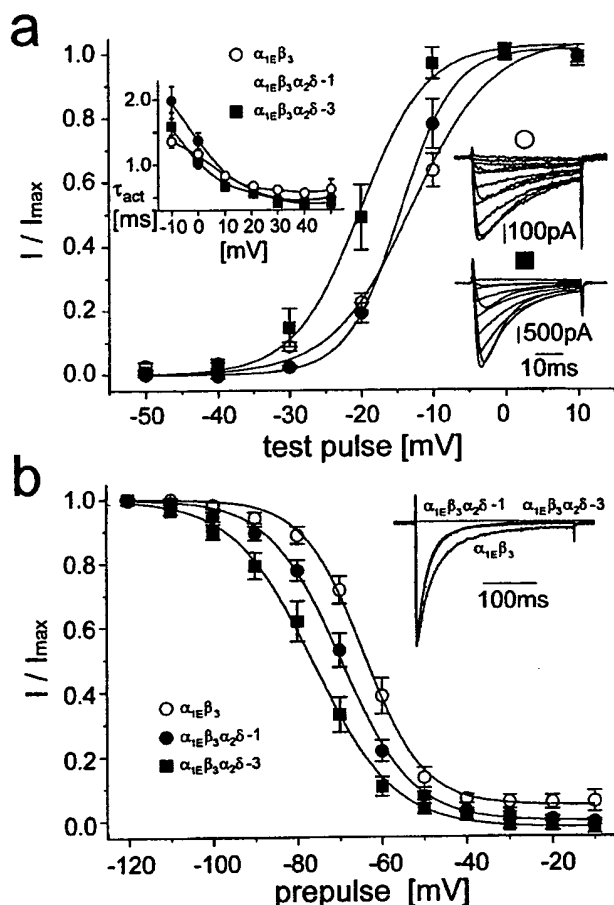 a
I / Imax
1.0
0.8
0.6
0.4
0.2
0.0
-50 -40 -30 -20 -10 0 10
test pulse [mV]
α1Eβ3
α1Eβ3α2δ-1
α1Eβ3α2δ-3
2.0
1.0
τact
[ms]
-10 0 10 20 30 40
[mV]
100pA
500pA
10ms
b
I / Imax
1.0
0.8
0.6
0.4
0.2
0.0
-120 -100 -80 -60 -40 -20
prepulse [mV]
α1Eβ3
α1Eβ3α2δ-1
α1Eβ3α2δ-3
α1Eβ3α2δ-1 α1Eβ3α2δ-3
α1Eβ3
100ms